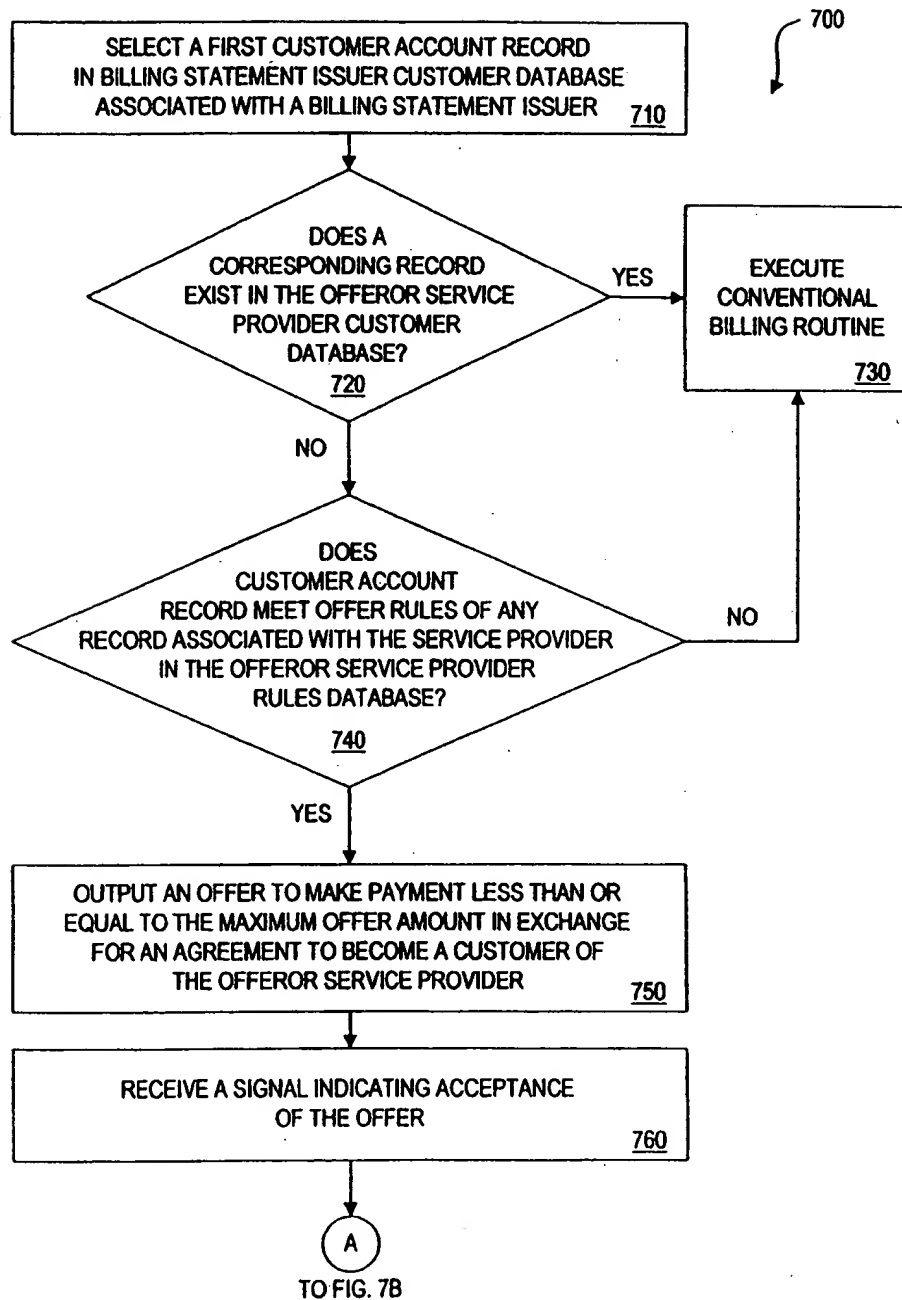 700
SELECT A FIRST CUSTOMER ACCOUNT RECORD
IN BILLING STATEMENT ISSUER CUSTOMER DATABASE
ASSOCIATED WITH A BILLING STATEMENT ISSUER
710
DOES A
CORRESPONDING RECORD
EXIST IN THE OFFEROR SERVICE
PROVIDER CUSTOMER
DATABASE?
720
YES
EXECUTE
CONVENTIONAL
BILLING ROUTINE
730
NO
DOES
CUSTOMER ACCOUNT
RECORD MEET OFFER RULES OF ANY
RECORD ASSOCIATED WITH THE SERVICE PROVIDER
IN THE OFFEROR SERVICE PROVIDER
RULES DATABASE?
740
NO
YES
OUTPUT AN OFFER TO MAKE PAYMENT LESS THAN OR
EQUAL TO THE MAXIMUM OFFER AMOUNT IN EXCHANGE
FOR AN AGREEMENT TO BECOME A CUSTOMER OF
THE OFFEROR SERVICE PROVIDER
750
RECEIVE A SIGNAL INDICATING ACCEPTANCE
OF THE OFFER
760
A
TO FIG. 7B